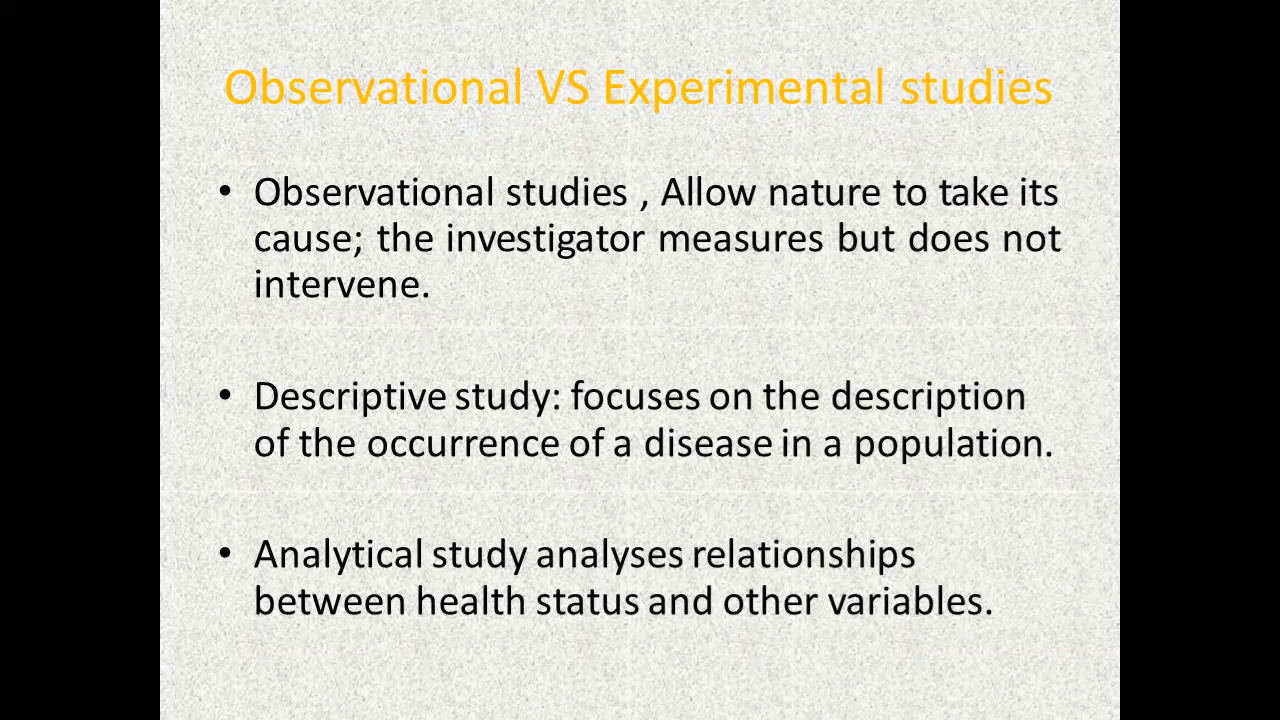 Observational VS Experimental studies
• Observational studies , Allow nature to take its
cause; the investigator measures but does not
intervene.
• Descriptive study: focuses on the description
of the occurrence of a disease in a population.
• Analytical study analyses relationships
between health status and other variables.